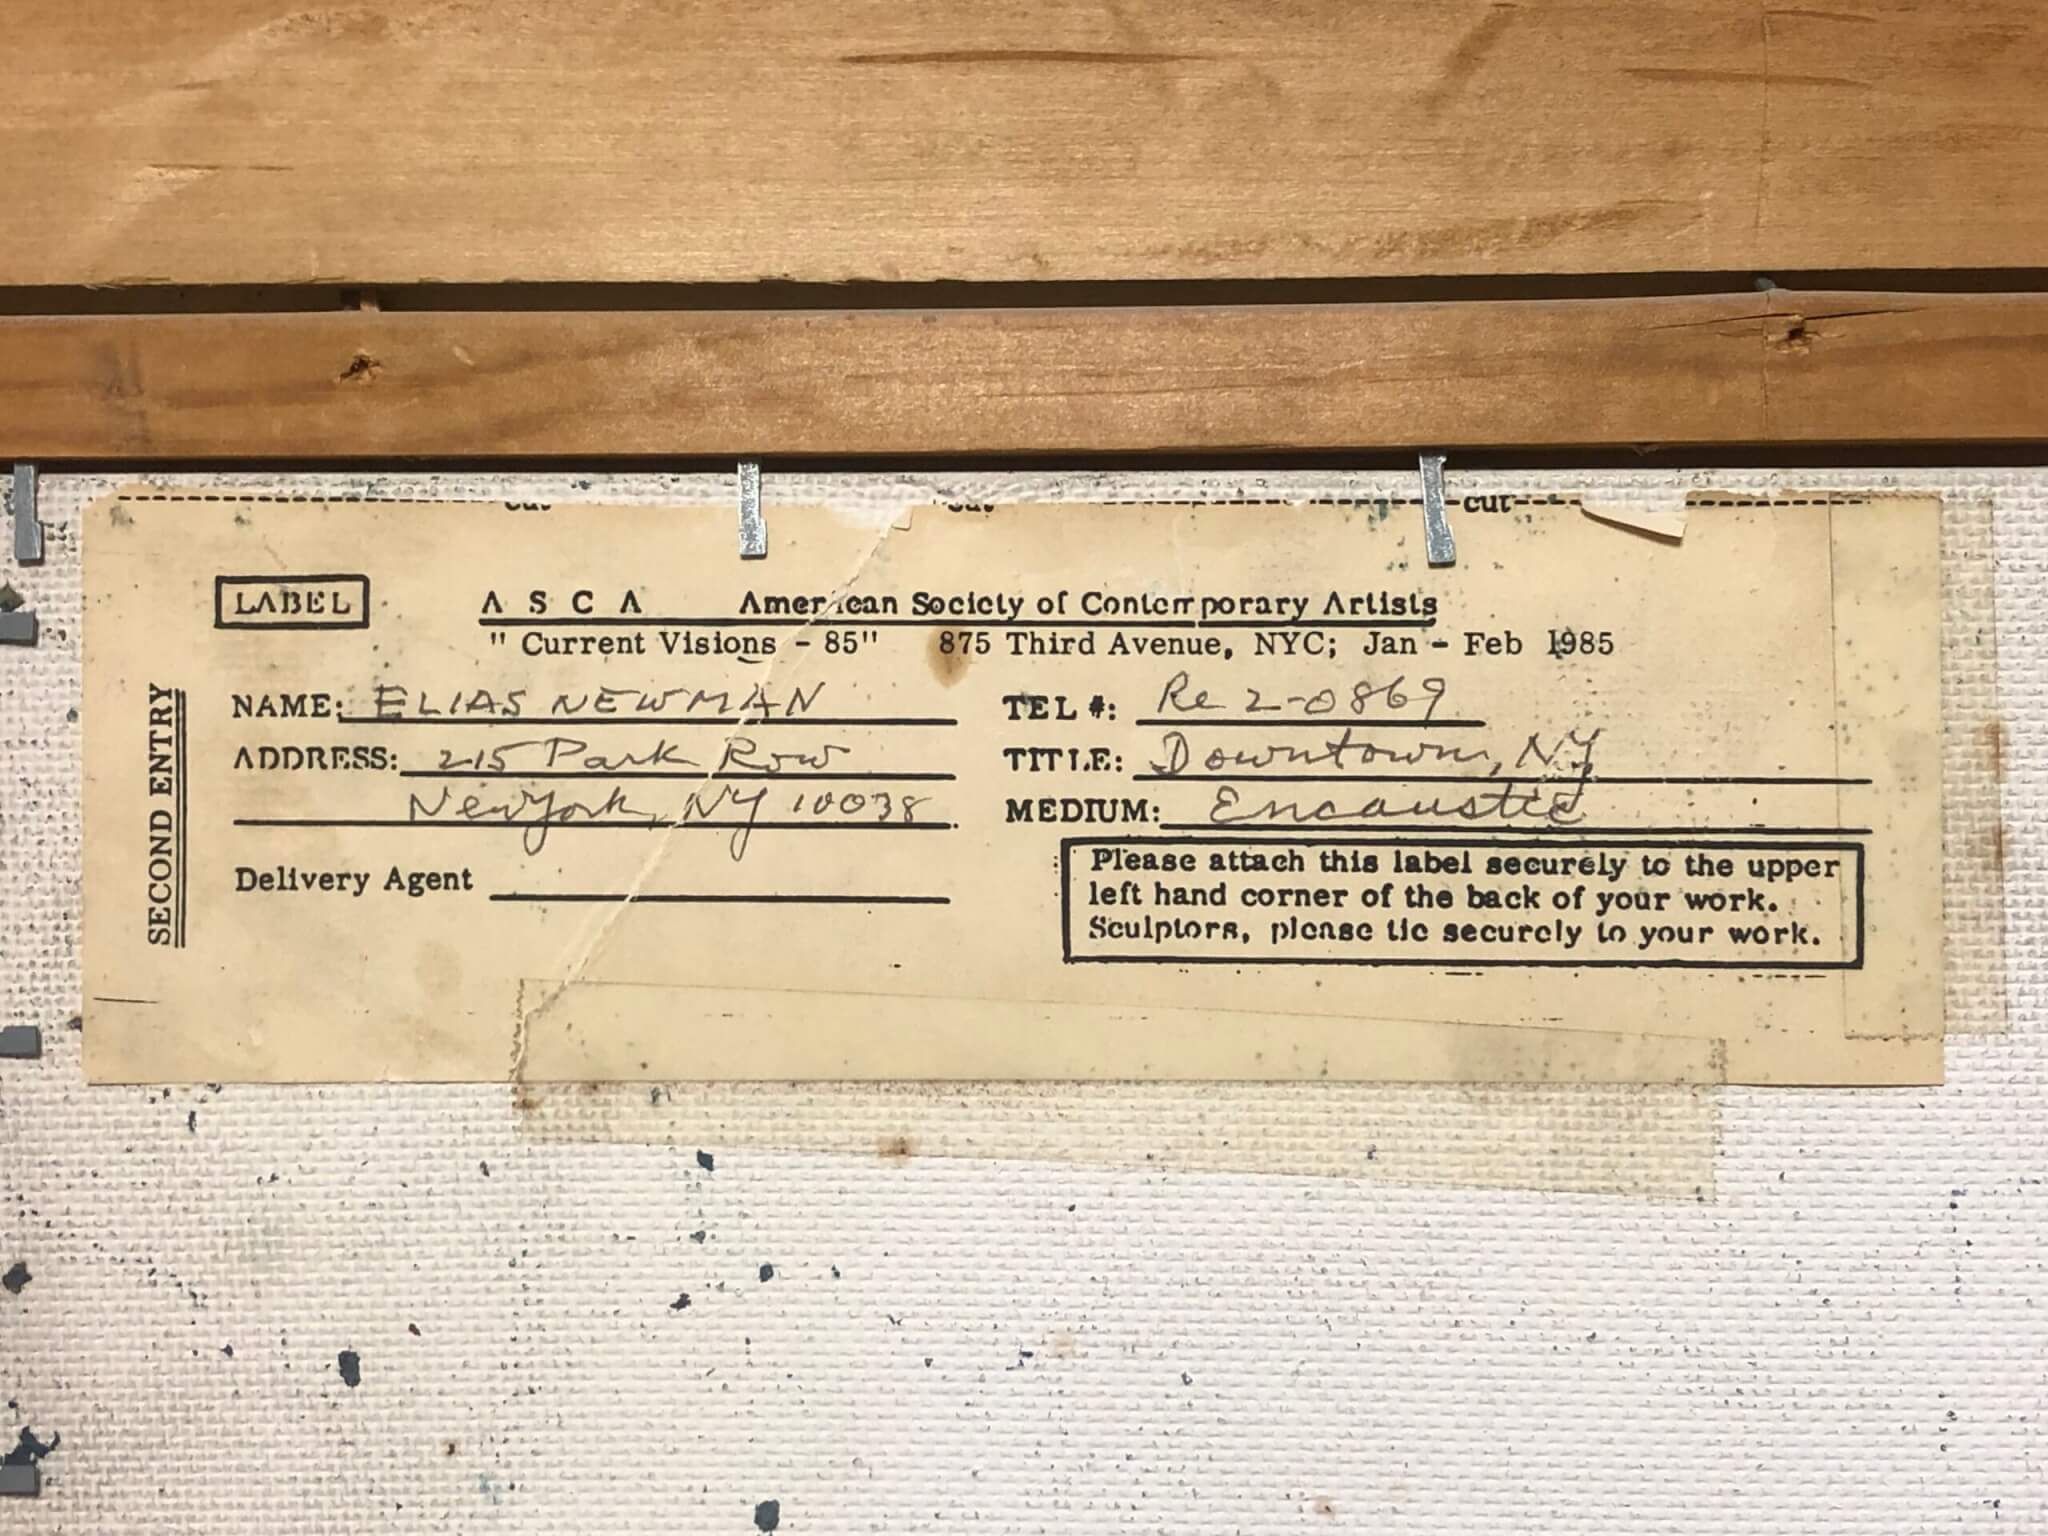 cut cut cut
LABEL A S C A American Society of Contemporary Artists
" Current Visions - 85" 875 Third Avenue, NYC; Jan - Feb 1985
SECOND ENTRY
NAME: ELIAS NEWMAN
ADDRESS: 215 Park Row
New York, NY 10038
Delivery Agent
TEL #: Re 2-0869
TITLE: Downtown, NY
MEDIUM: Encaustic
Please attach this label securely to the upper
left hand corner of the back of your work.
Sculptors, please tie securely to your work.